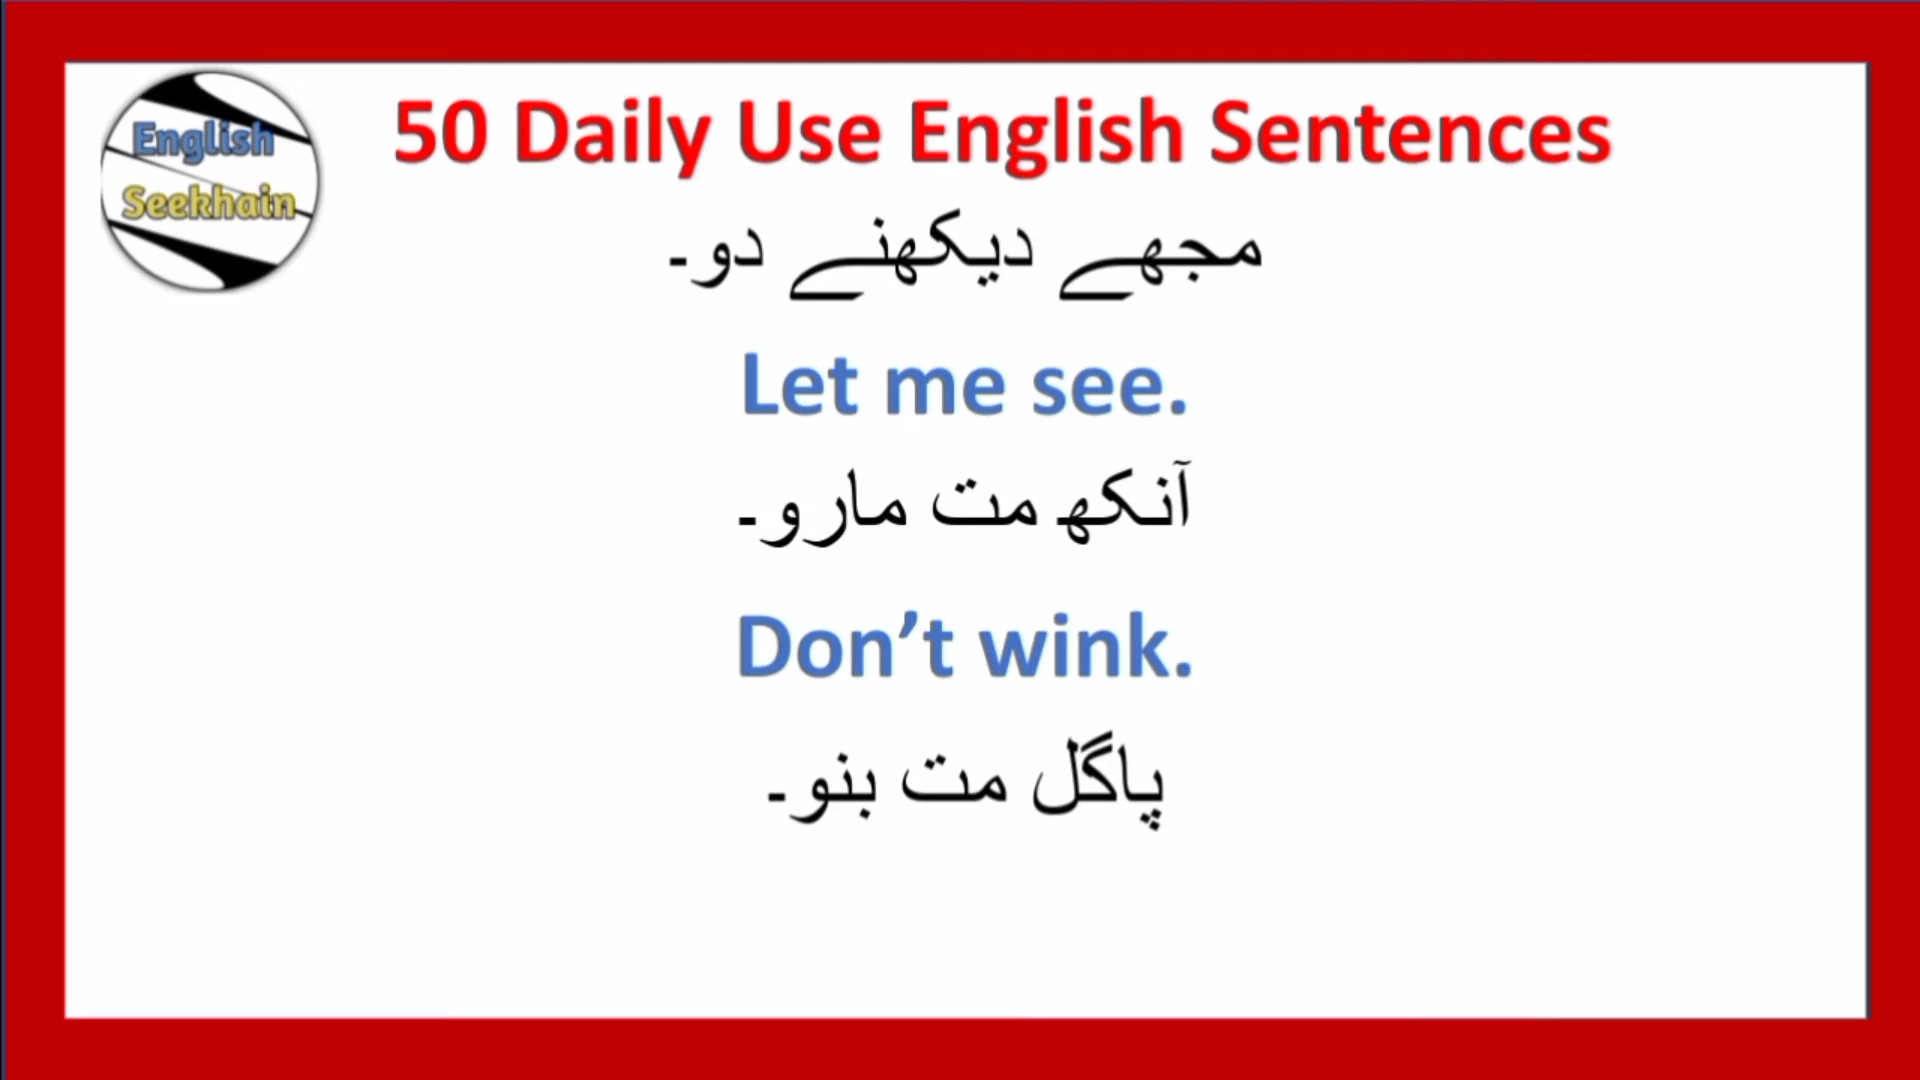 English
Seekhain
50 Daily Use English Sentences
مجھے دیکھنے دو۔
Let me see.
آنکھ مت مارو۔
Don’t wink.
پاگل مت بنو۔